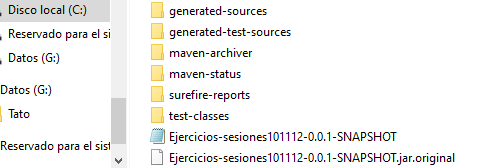 Disco local (C:)
Reservado para el si
Datos (G:)
Datos (G:)
Tato
Reservado para el sist
generated-sources
generated-test-sources
maven-archiver
maven-status
surefire-reports
test-classes
Ejercicios-sesiones101112-0.0.1-SNAPSHOT
Ejercicios-sesiones101112-0.0.1-SNAPSHOT.jar.original